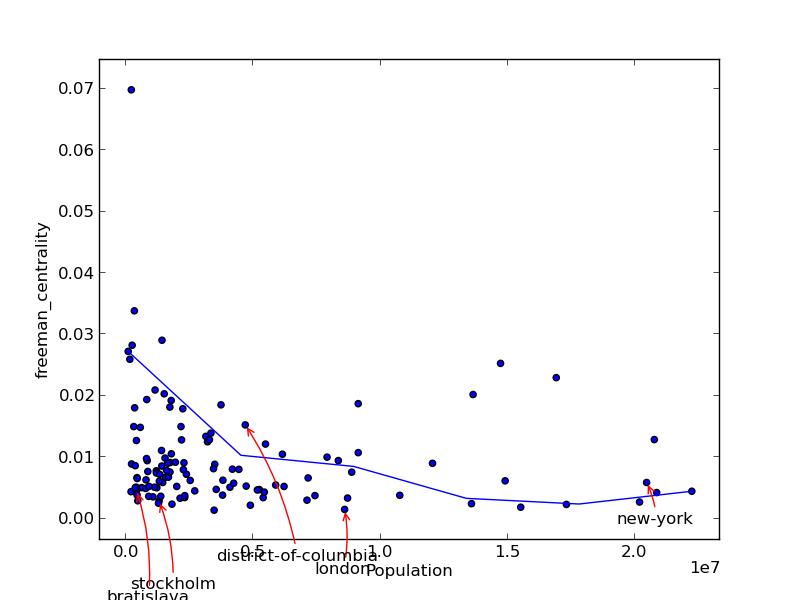 0.07
0.06
0.05
0.04
0.03
0.02
0.01
0.00
freeman_centrality
0.0
0.5
1.0
1.5
2.0
1e7
Population
new-york
district-of-columbia
london
stockholm
bratislava